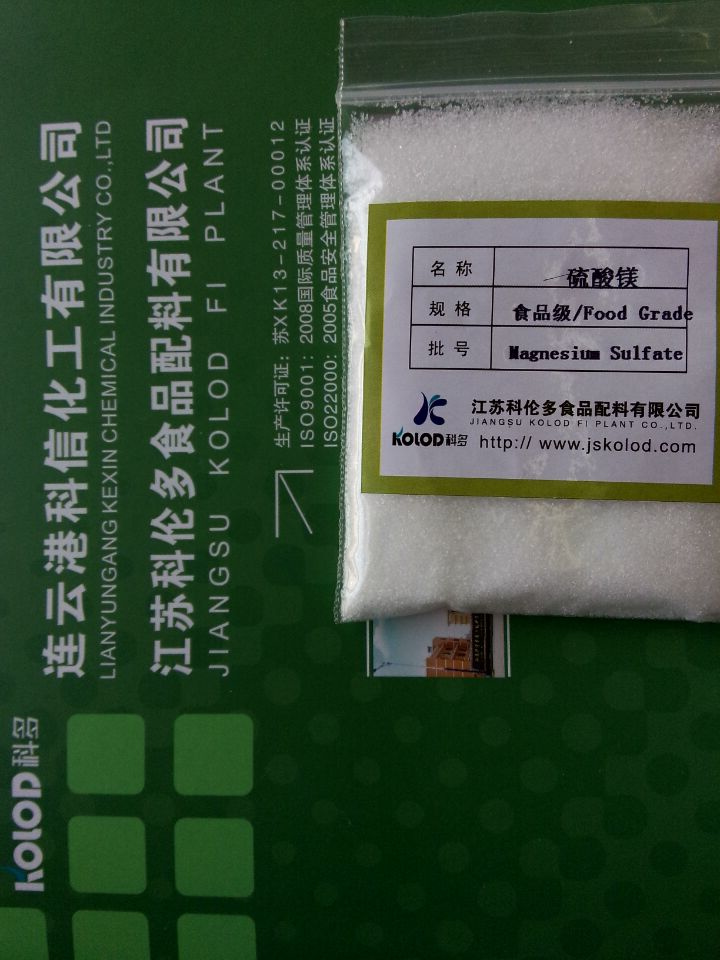 名称 硫酸镁
规格 食品级/Food Grade
批号 Magnesium Sulfate
江苏科伦多食品配料有限公司
JIANGSU KOLOD FI PLANT CO.,LTD.
KOLOD科多 http:// www.jskolod.com
连云港科信化工有限公司
LIANYUNGANG KEXIN CHEMICAL INDUSTRY CO.,LTD
江苏科伦多食品配料有限公司
JIANGSU KOLOD FI PLANT
生产许可证：苏XK13-217-00012
ISO9001：2008国际质量管理体系认证
ISO22000：2005食品安全管理体系认证
KOLOD科多